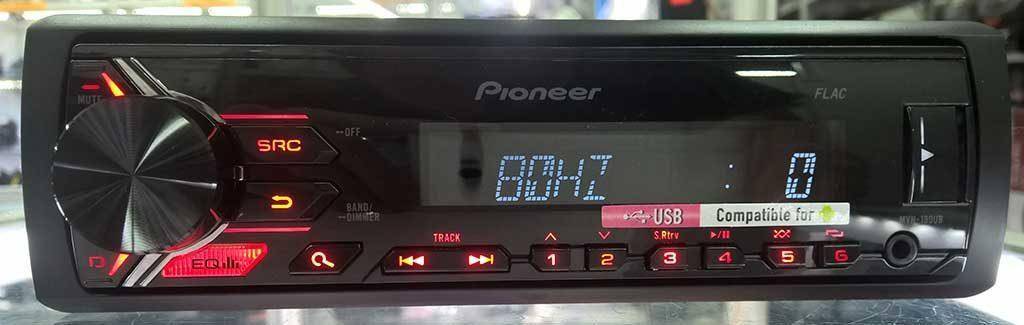 Pioneer
FLAC
MUTE
SRC
OFF
80HZ : 0
BAND/
DIMMER
USB Compatible for
MVH-190UB
TRACK
S.Rtrv
EQ
1 2 3 4 5 6